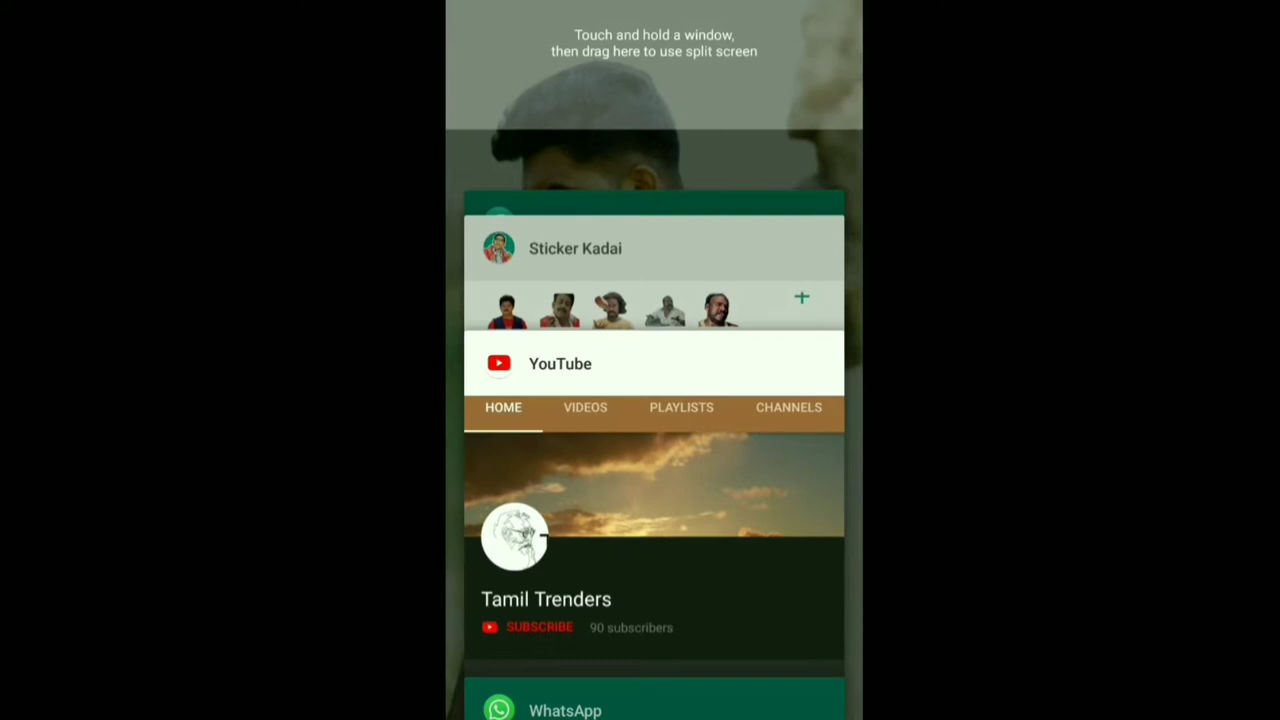 Touch and hold a window,
then drag here to use split screen
Sticker Kadai
YouTube
HOME VIDEOS PLAYLISTS CHANNELS
Tamil Trenders
SUBSCRIBE 90 subscribers
WhatsApp